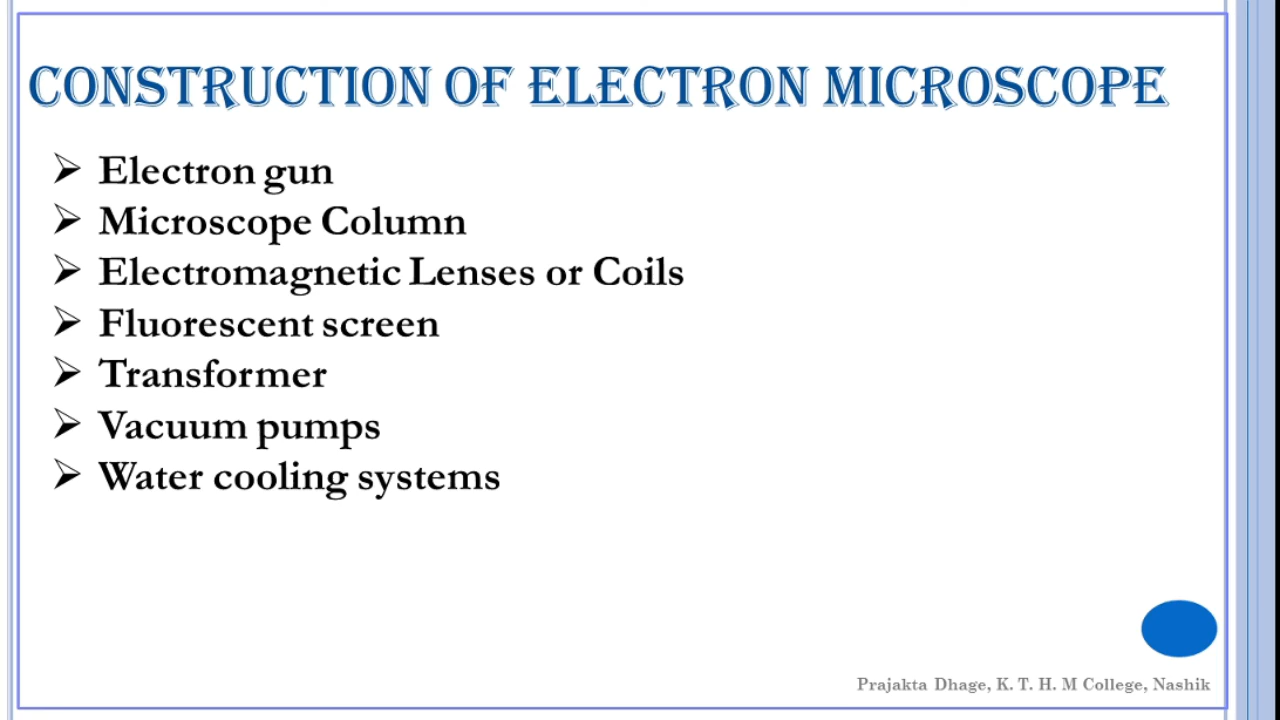 CONSTRUCTION OF ELECTRON MICROSCOPE
Electron gun
Microscope Column
Electromagnetic Lenses or Coils
Fluorescent screen
Transformer
Vacuum pumps
Water cooling systems
Prajakta Dhage, K. T. H. M College, Nashik